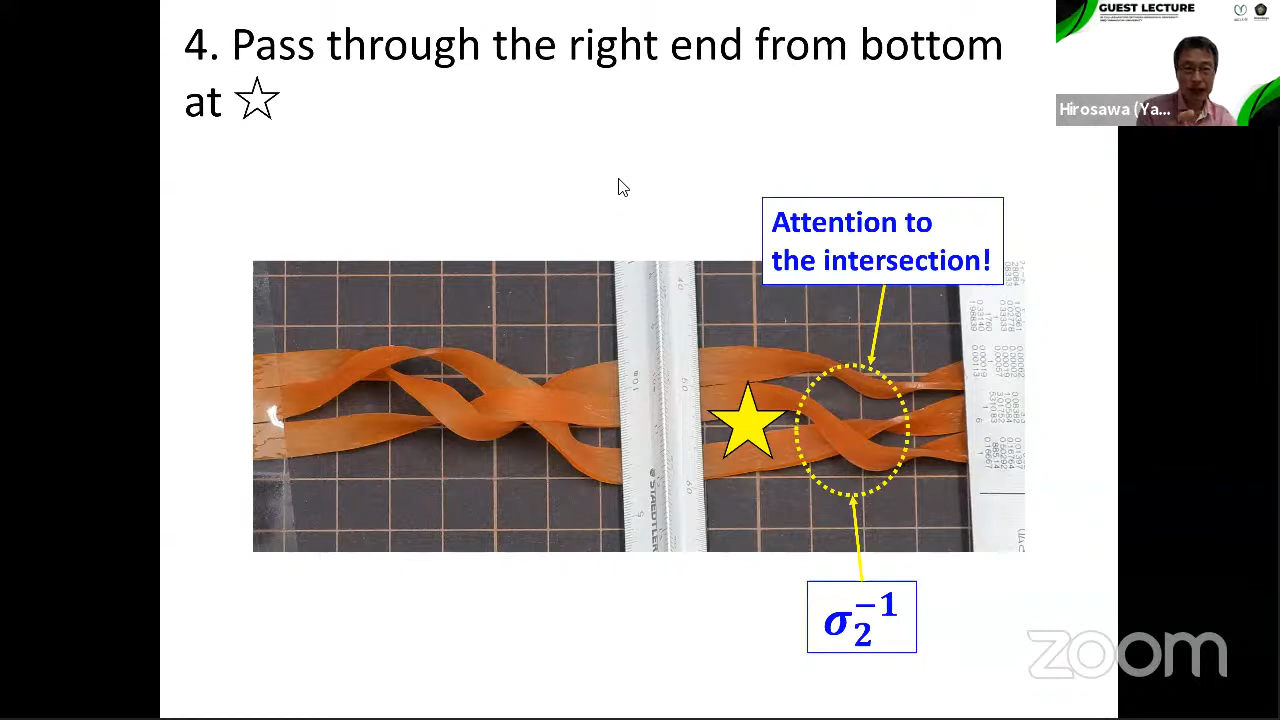 GUEST LECTURE
4. Pass through the right end from bottom
at ☆
Hirosawa (Ya...
Attention to
the intersection!
STAEDTLER
σ₂⁻¹
zoom